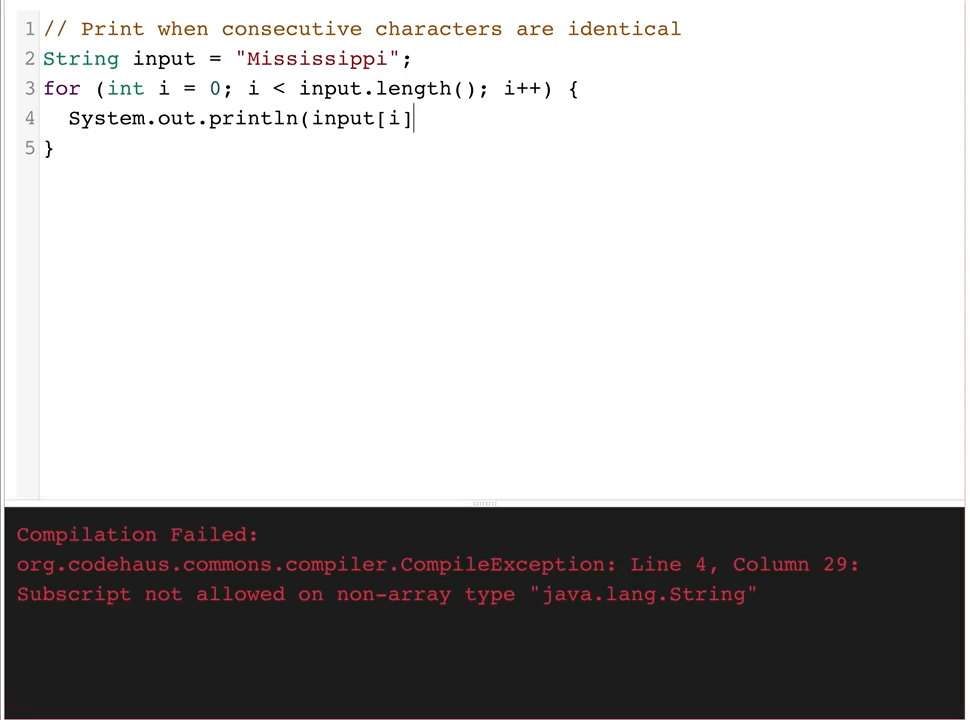 1 // Print when consecutive characters are identical
2 String input = "Mississippi";
3 for (int i = 0; i < input.length(); i++) {
4   System.out.println(input[i]
5 }
Compilation Failed:
org.codehaus.commons.compiler.CompileException: Line 4, Column 29:
Subscript not allowed on non-array type "java.lang.String"